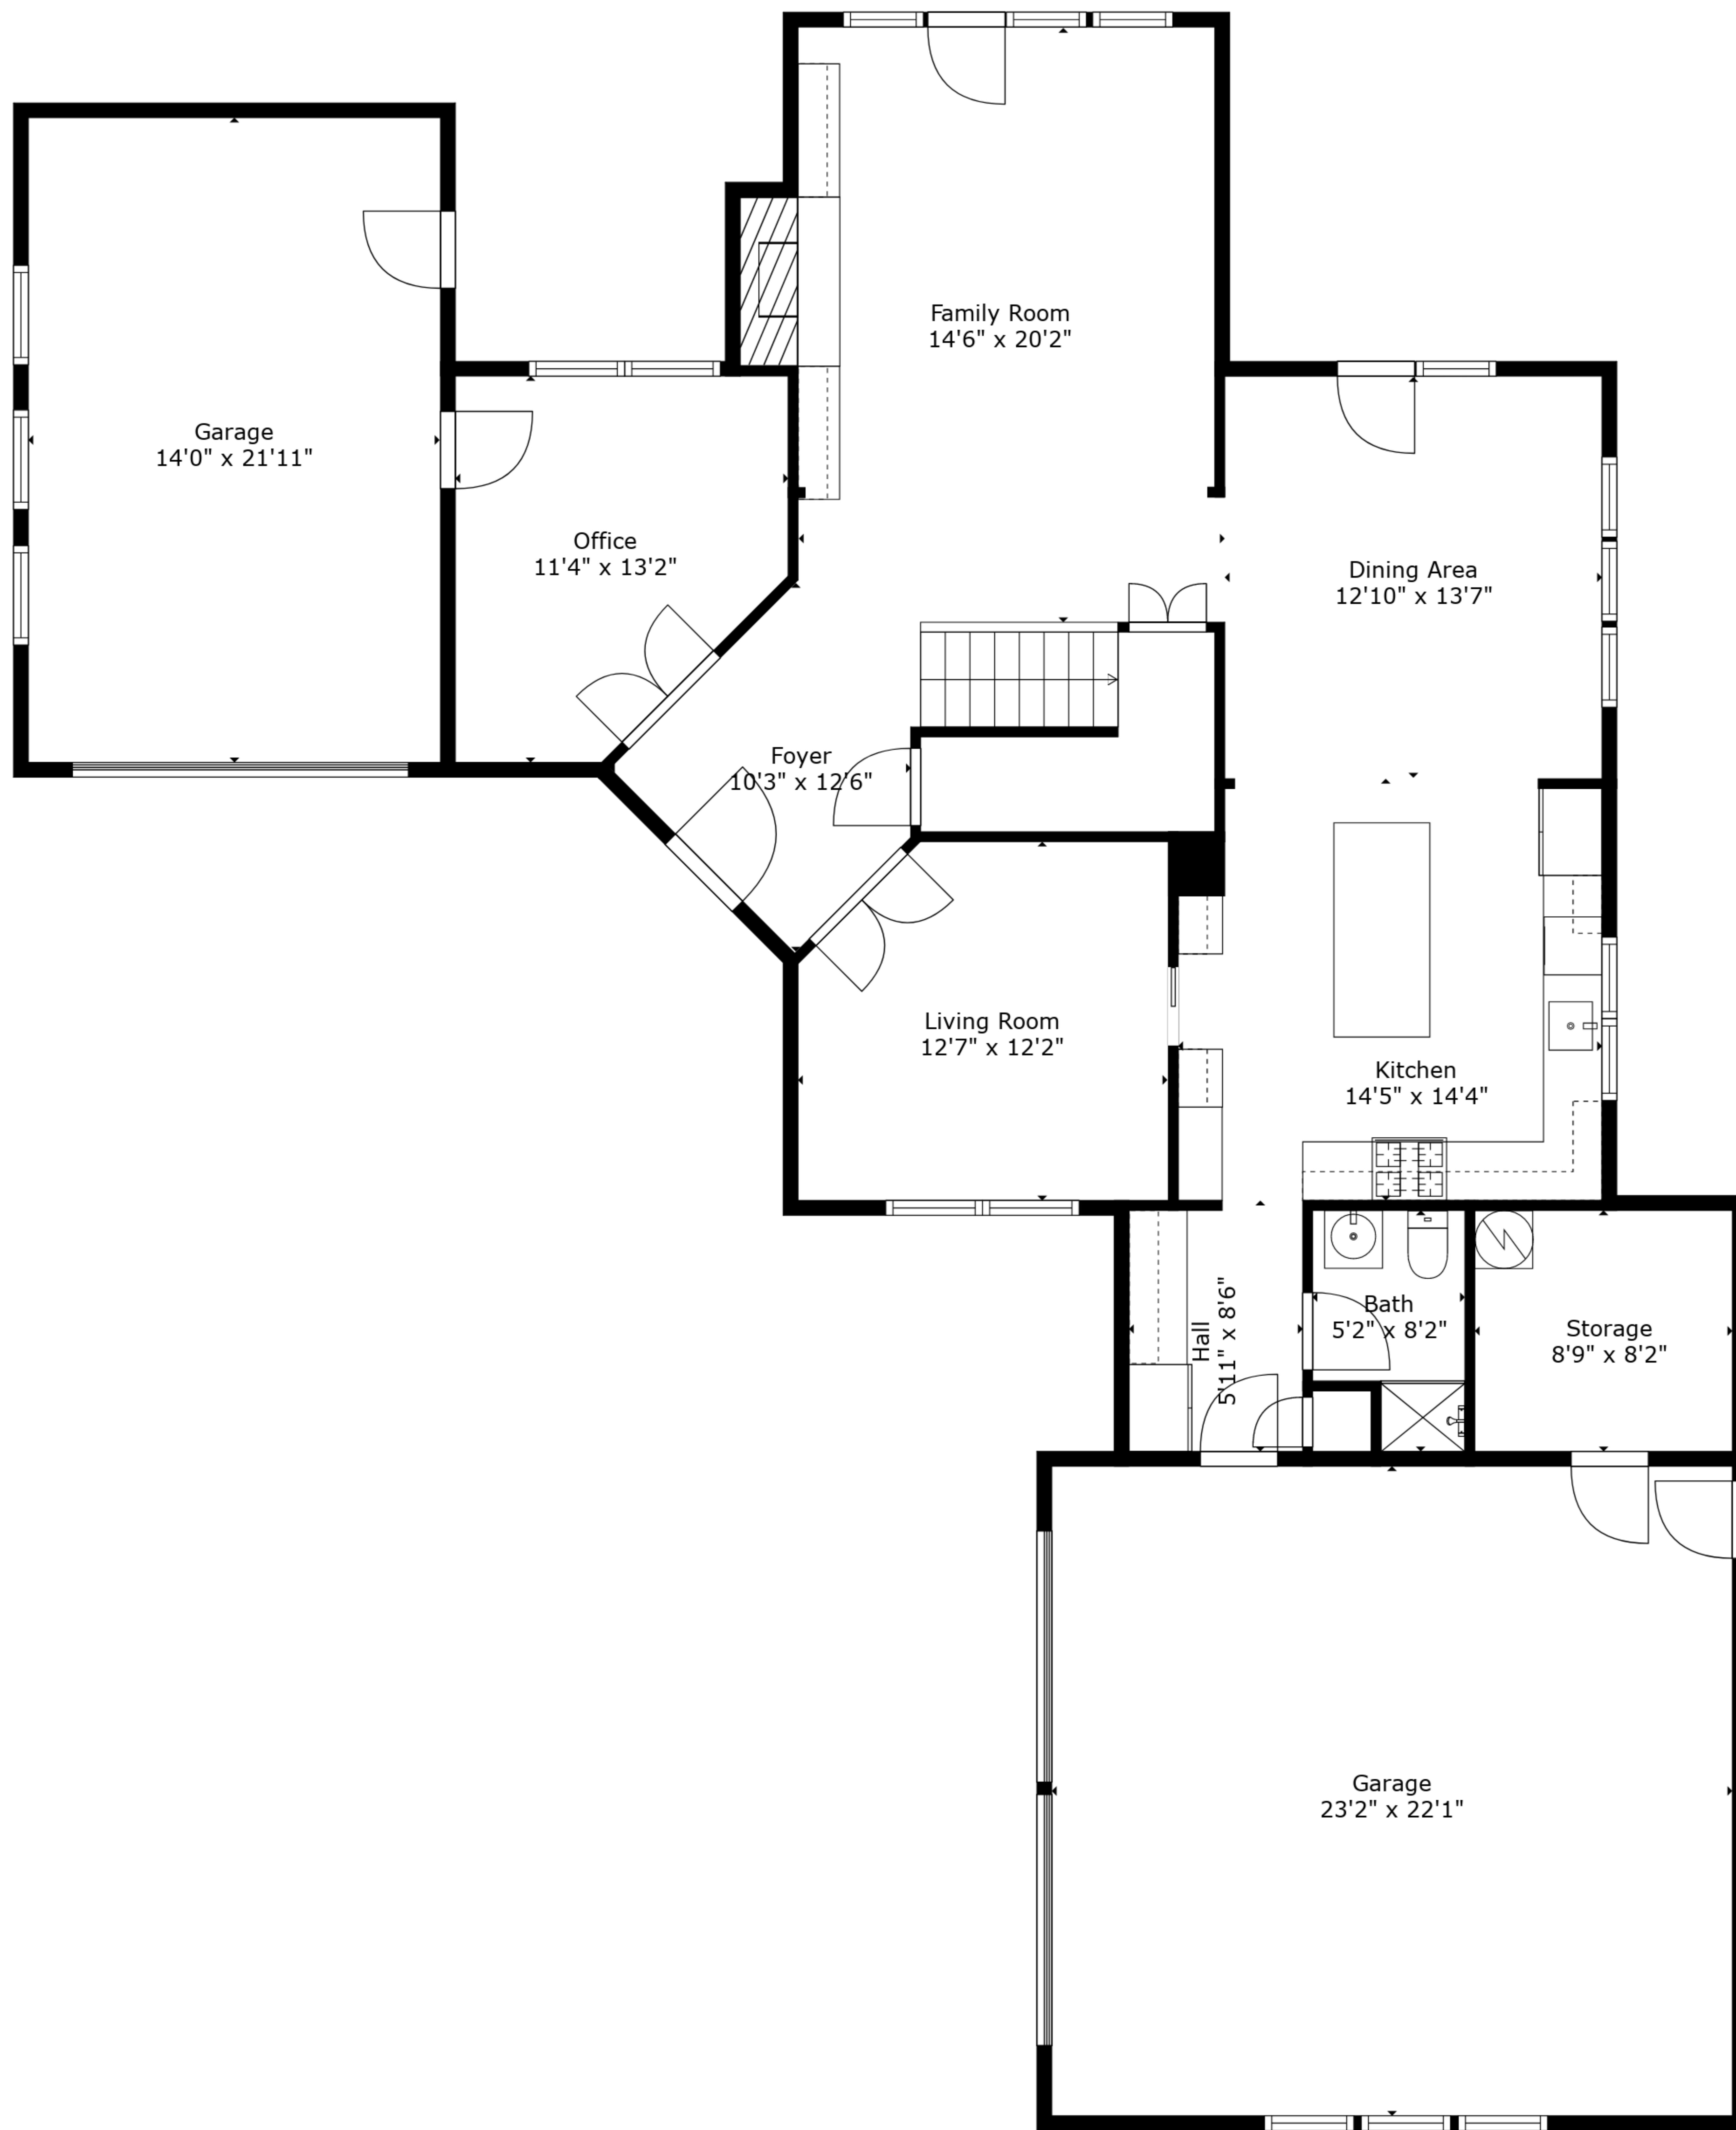 Family Room
14'6" x 20'2"
Garage
14'0" x 21'11"
Office
11'4" x 13'2"
Dining Area
12'10" x 13'7"
Foyer
10'3" x 12'6"
Living Room
12'7" x 12'2"
Kitchen
14'5" x 14'4"
Hall
5'11" x 8'6"
Bath
5'2" x 8'2"
Storage
8'9" x 8'2"
Garage
23'2" x 22'1"